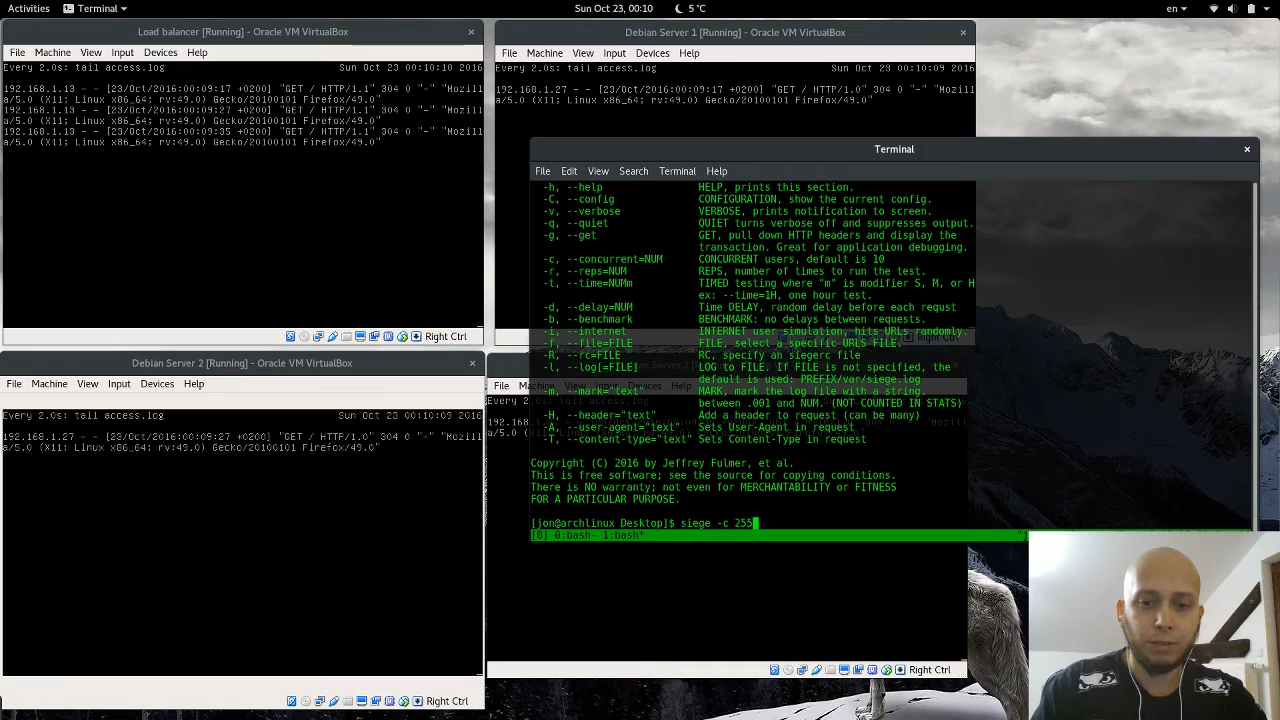 Activities Terminal Sun Oct 23, 00:10 5 °C en
Load balancer [Running] - Oracle VM VirtualBox ×
File Machine View Input Devices Help
Every 2.0s: tail access.log Sun Oct 23 00:10:10 2016
192.168.1.13 - - [23/Oct/2016:00:09:17 +0200] "GET / HTTP/1.1" 304 0 "-" "Mozill
a/5.0 (X11; Linux x86_64; rv:49.0) Gecko/20100101 Firefox/49.0"
192.168.1.13 - - [23/Oct/2016:00:09:27 +0200] "GET / HTTP/1.1" 304 0 "-" "Mozill
a/5.0 (X11; Linux x86_64; rv:49.0) Gecko/20100101 Firefox/49.0"
192.168.1.13 - - [23/Oct/2016:00:09:35 +0200] "GET / HTTP/1.1" 304 0 "-" "Mozill
a/5.0 (X11; Linux x86_64; rv:49.0) Gecko/20100101 Firefox/49.0"
Right Ctrl
Debian Server 1 [Running] - Oracle VM VirtualBox ×
File Machine View Input Devices Help
Every 2.0s: tail access.log Sun Oct 23 00:10:09 2016
192.168.1.27 - - [23/Oct/2016:00:09:17 +0200] "GET / HTTP/1.0" 304 0 "-" "Mozill
a/5.0 (X11; Linux x86_64; rv:49.0) Gecko/20100101 Firefox/49.0"
Debian Server 2 [Running] - Oracle VM VirtualBox ×
File Machine View Input Devices Help
Every 2.0s: tail access.log Sun Oct 23 00:10:09 2016
192.168.1.27 - - [23/Oct/2016:00:09:27 +0200] "GET / HTTP/1.0" 304 0 "-" "Mozill
a/5.0 (X11; Linux x86_64; rv:49.0) Gecko/20100101 Firefox/49.0"
Right Ctrl
File
Right Ctrl
Terminal ×
File Edit View Search Terminal Help
-h, --help HELP, prints this section.
-C, --config CONFIGURATION, show the current config.
-v, --verbose VERBOSE, prints notification to screen.
-q, --quiet QUIET turns verbose off and suppresses output.
-g, --get GET, pull down HTTP headers and display the
transaction. Great for application debugging.
-c, --concurrent=NUM CONCURRENT users, default is 10
-r, --reps=NUM REPS, number of times to run the test.
-t, --time=NUMm TIMED testing where "m" is modifier S, M, or H
ex: --time=1H, one hour test.
-d, --delay=NUM Time DELAY, random delay before each requst
-b, --benchmark BENCHMARK: no delays between requests.
-i, --internet INTERNET user simulation, hits URLs randomly.
-f, --file=FILE FILE, select a specific URLS FILE.
-R, --rc=FILE RC, specify an siegerc file
-l, --log[=FILE] LOG to FILE. If FILE is not specified, the
default is used: PREFIX/var/siege.log
-m, --mark="text" MARK, mark the log file with a string.
between .001 and NUM. (NOT COUNTED IN STATS)
-H, --header="text" Add a header to request (can be many)
-A, --user-agent="text" Sets User-Agent in request
-T, --content-type="text" Sets Content-Type in request
Copyright (C) 2016 by Jeffrey Fulmer, et al.
This is free software; see the source for copying conditions.
There is NO warranty; not even for MERCHANTABILITY or FITNESS
FOR A PARTICULAR PURPOSE.
[jon@archlinux Desktop]$ siege -c 255
[0] 0:bash- 1:bash*